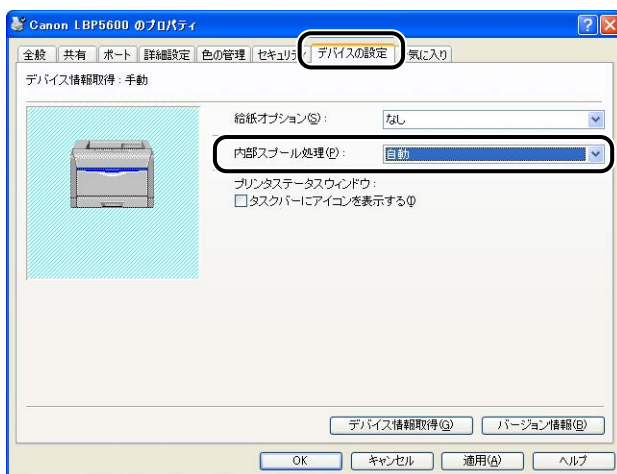 Canon LBP5600 のプロパティ
全般 共有 ポート 詳細設定 色の管理 セキュリティ デバイスの設定 気に入り
デバイス情報取得：手動
給紙オプション(S)： なし
内部スプール処理(P)： 自動
プリンタステータスウィンドウ：
タスクバーにアイコンを表示する(I)
デバイス情報取得(G) バージョン情報(B)
OK キャンセル 適用(A) ヘルプ